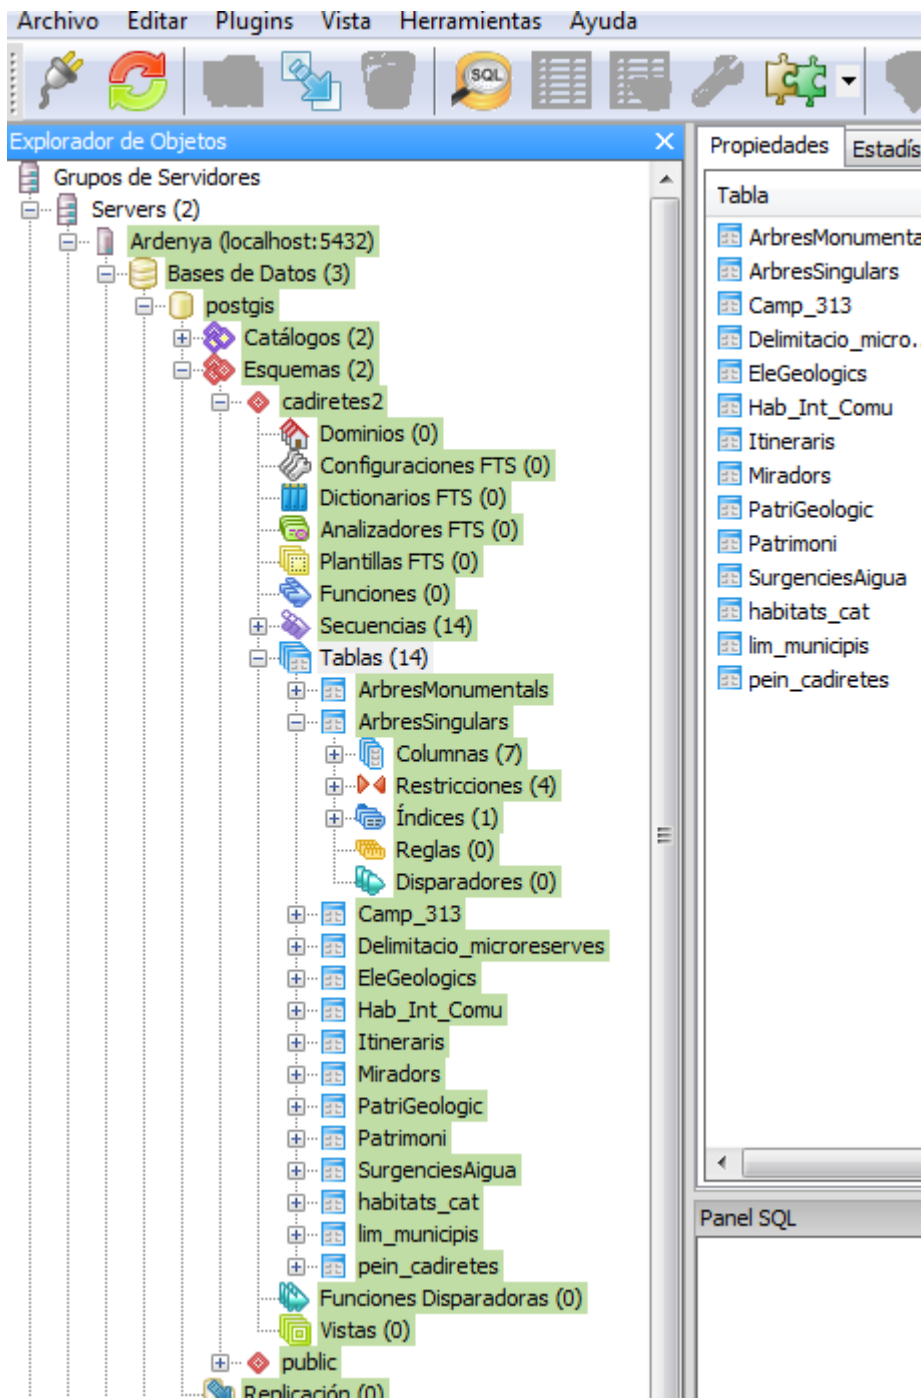 Archivo Editar Plugins Vista Herramientas Ayuda
SQL
Explorador de Objetos
Grupos de Servidores
Servers (2)
Ardenya (localhost:5432)
Bases de Datos (3)
postgis
Catálogos (2)
Esquemas (2)
cadiretes2
Dominios (0)
Configuraciones FTS (0)
Dictionarios FTS (0)
Analizadores FTS (0)
Plantillas FTS (0)
Funciones (0)
Secuencias (14)
Tablas (14)
ArbresMonumentals
ArbresSingulars
Columnas (7)
Restricciones (4)
Índices (1)
Reglas (0)
Disparadores (0)
Camp_313
Delimitacio_microreserves
EleGeologics
Hab_Int_Comu
Itineraris
Miradors
PatriGeologic
Patrimoni
SurgenciesAigua
habitats_cat
lim_municipis
pein_cadiretes
Funciones Disparadoras (0)
Vistas (0)
public
Replicación (0)
Propiedades Estadís
Tabla
ArbresMonumenta
ArbresSingulars
Camp_313
Delimitacio_micro..
EleGeologics
Hab_Int_Comu
Itineraris
Miradors
PatriGeologic
Patrimoni
SurgenciesAigua
habitats_cat
lim_municipis
pein_cadiretes
Panel SQL